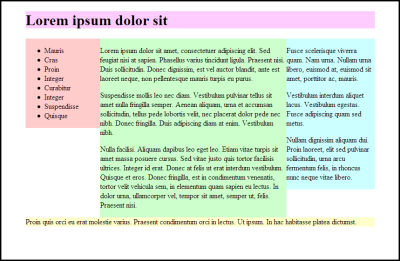 Lorem ipsum dolor sit
Mauris
Cras
Proin
Integer
Curabitur
Integer
Suspendisse
Quisque
Lorem ipsum dolor sit amet, consectetuer adipiscing elit. Sed
feugiat nisi at sapien. Phasellus varius tincidunt ligula. Praesent nisi.
Duis sollicitudin. Donec dignissim, est vel auctor blandit, ante est
laoreet neque, non pellentesque mauris turpis eu purus.
Suspendisse mollis leo nec diam. Vestibulum pulvinar tellus sit
amet nulla fringilla semper. Aenean aliquam, urna et accumsan
sollicitudin, tellus pede lobortis velit, nec placerat dolor pede nec
nibh. Donec fringilla. Duis adipiscing diam at enim. Vestibulum
nibh.
Nulla facilisi. Aliquam dapibus leo eget leo. Etiam vitae turpis sit
amet massa posuere cursus. Sed vitae justo quis tortor facilisis
ultrices. Integer id erat. Donec at felis ut erat interdum vestibulum.
Quisque et eros. Donec fringilla, est in condimentum venenatis,
tortor velit vehicula sem, in elementum quam sapien eu lectus. In
dolor urna, ullamcorper vel, tempor sit amet, semper ut, felis.
Praesent nisi.
Fusce scelerisque viverra
quam. Nam urna. Nullam urna
libero, euismod at, euismod sit
amet, porttitor ac, mauris.
Vestibulum interdum aliquet
lacus. Vestibulum egestas.
Fusce adipiscing quam sed
metus.
Nullam dignissim aliquam dui.
Proin laoreet, elit sed pulvinar
sollicitudin, urna arcu
fermentum felis, in rhoncus
nunc neque vitae libero.
Proin quis orci eu erat molestie varius. Praesent condimentum orci in lectus. Ut ipsum. In hac habitasse platea dictumst.